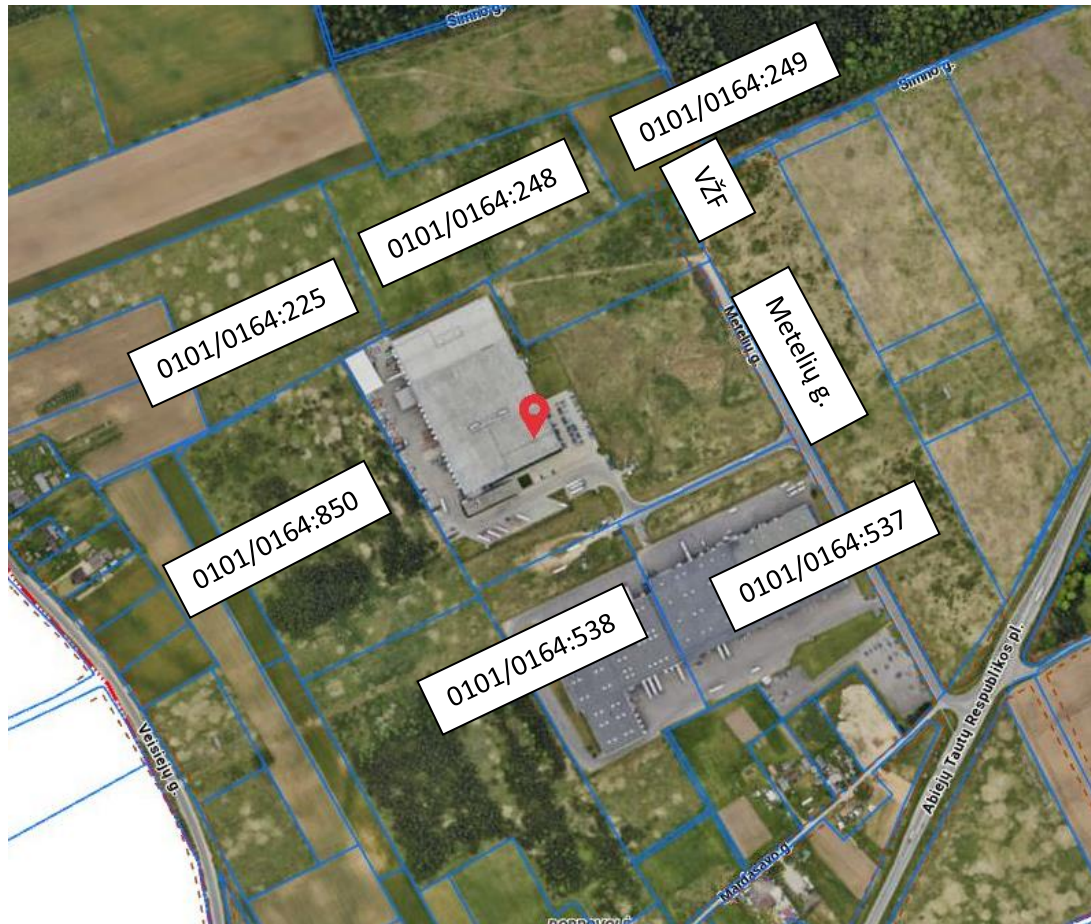 Simno g.
0101/0164:249
Simno g.
VŽF
0101/0164:248
0101/0164:225
Metelių g.
Metelių g.
0101/0164:850
0101/0164:537
0101/0164:538
Veisiejų g.
Abiejų Tautų Respublikos pl.
Mardasavo g.